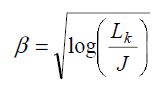 β = √(log(L_k / J))